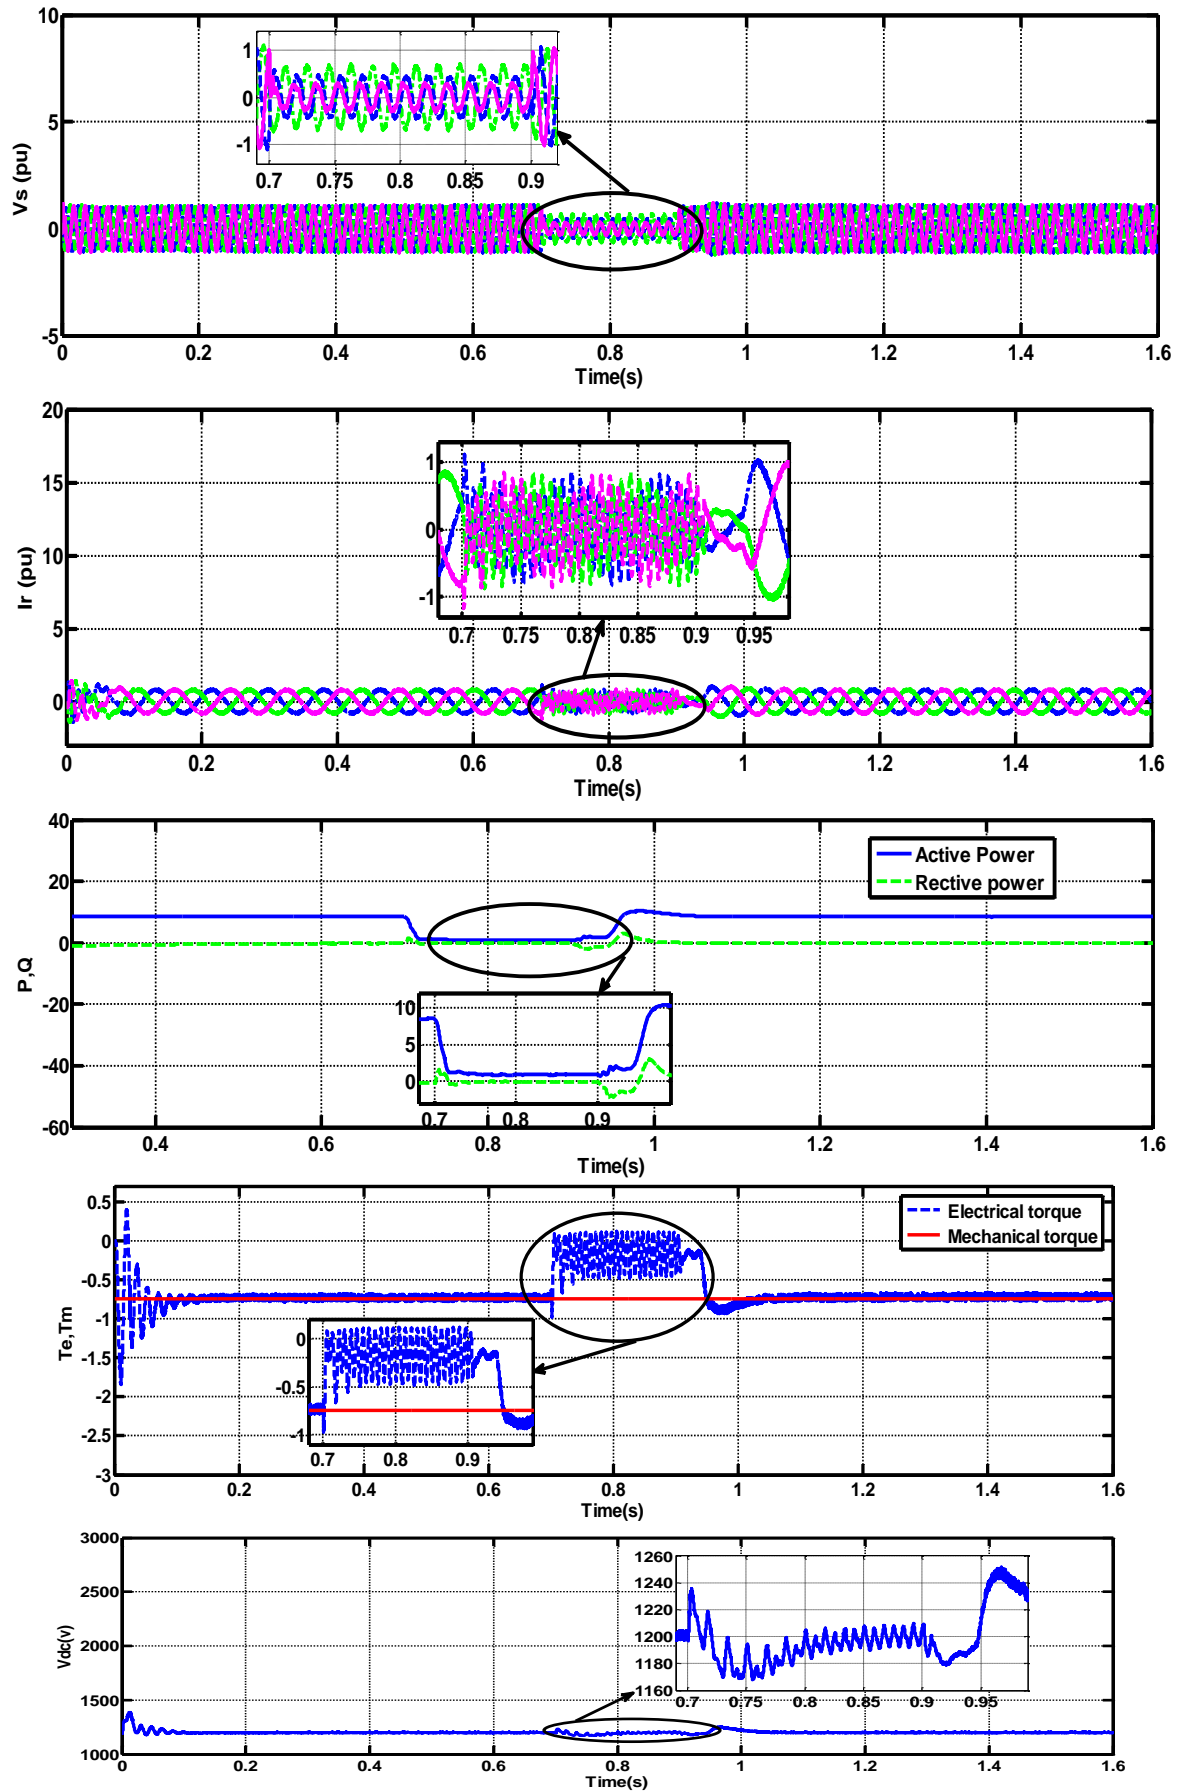 10
1
0
-1
0.7 0.75 0.8 0.85 0.9
5
Vs (pu)
0
-5
0 0.2 0.4 0.6 0.8 1 1.2 1.4 1.6
Time(s)
20
1
0
-1
0.7 0.75 0.8 0.85 0.9 0.95
15
10
Ir (pu)
5
0
0 0.2 0.4 0.6 0.8 1 1.2 1.4 1.6
Time(s)
40
Active Power
Rective power
20
0
P,Q
-20
10
5
0
0.7 0.8 0.9
-40
-60
0.4 0.6 0.8 1 1.2 1.4 1.6
Time(s)
0.5
Electrical torque
Mechanical torque
0
-0.5
-1
Te,Tm
0
-0.5
-1
0.7 0.8 0.9
-1.5
-2
-2.5
-3
0 0.2 0.4 0.6 0.8 1 1.2 1.4 1.6
Time(s)
3000
2500
2000
Vdc(v)
1260
1240
1220
1200
1180
1160
0.7 0.75 0.8 0.85 0.9 0.95
1500
1000
0 0.2 0.4 0.6 0.8 1 1.2 1.4 1.6
Time(s)